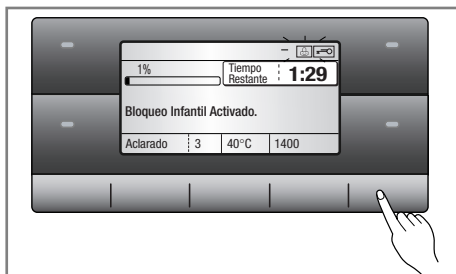 1%
Tiempo
Restante
1:29
Bloqueo Infantil Activado.
Aclarado 3 40°C 1400